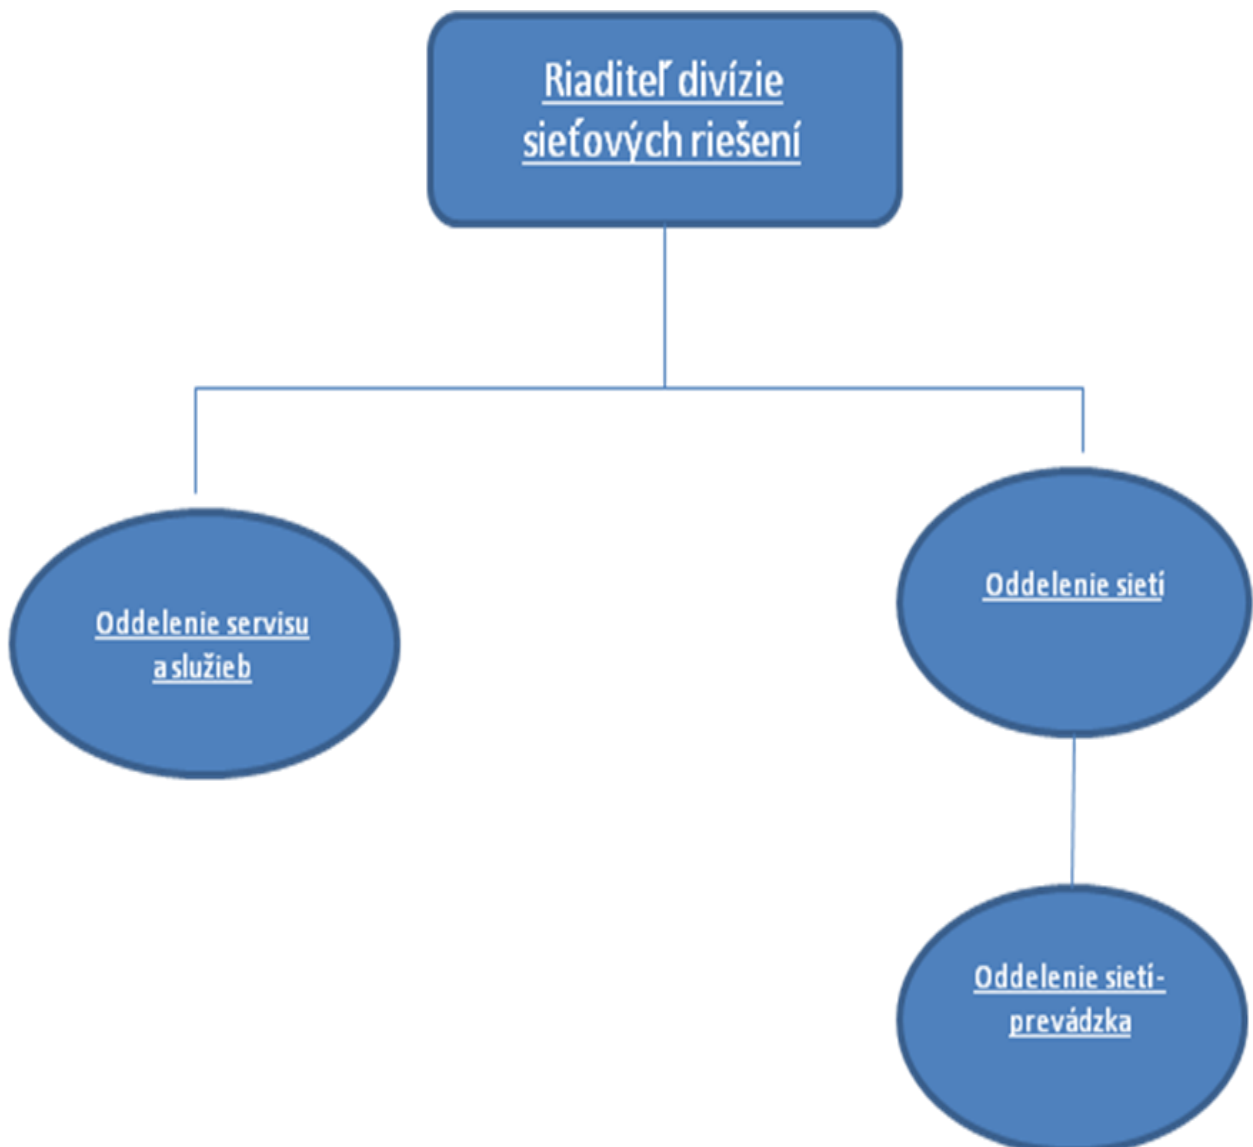 Riaditeľ divízie
sieťových riešení
Oddelenie servisu
a služieb
Oddelenie sietí
Oddelenie sietí-
prevádzka